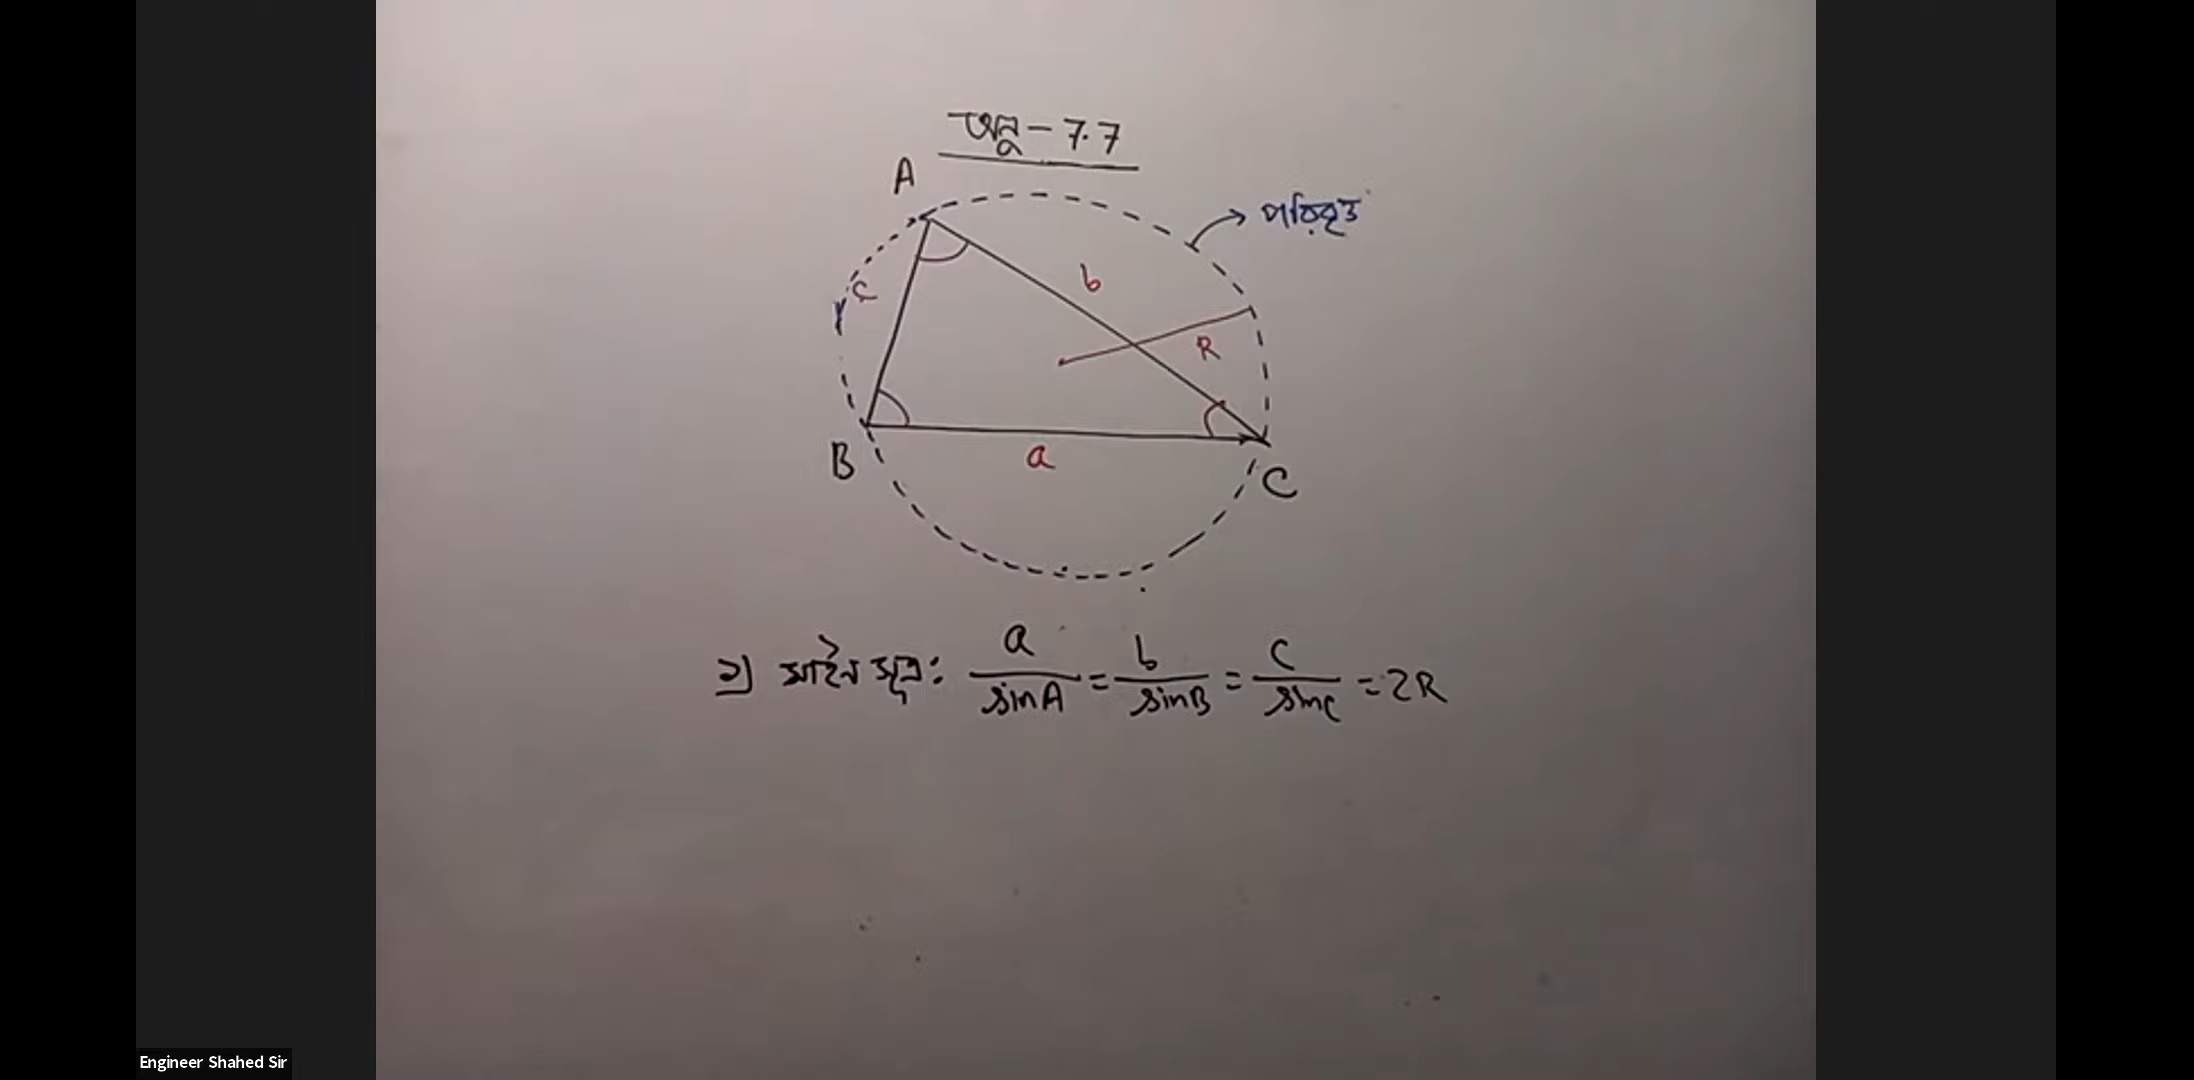 অনু - 7.7
A
পরিবৃত্ত
b
c
R
B
a
C
১) সাইন সূত্র: a/sinA = b/sinB = c/sinC = 2R
Engineer Shahed Sir